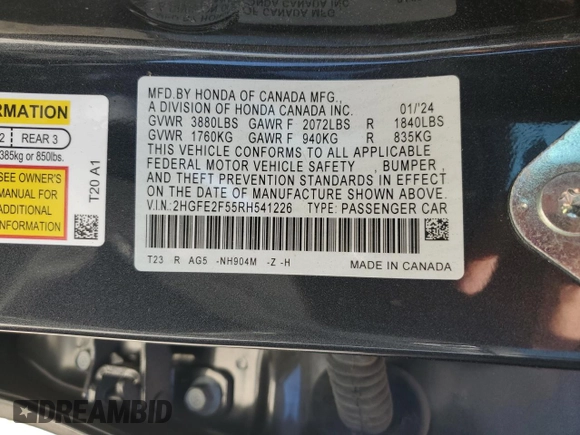 MFD.BY HONDA OF CANADA MFG.,
A DIVISION OF HONDA CANADA INC. 01/'24
GVWR 3880LBS GAWR F 2072LBS R 1840LBS
GVWR 1760KG GAWR F 940KG R 835KG
THIS VEHICLE CONFORMS TO ALL APPLICABLE
FEDERAL MOTOR VEHICLE SAFETY , BUMPER,
AND THEFT PREVENTION STANDARDS IN EFFECT
ON THE DATE OF MANUFACTURE SHOWN ABOVE.
V.I.N: 2HGFE2F55RH541226 TYPE: PASSENGER CAR
T23 R AG5 -NH904M -Z -H
MADE IN CANADA
RMATION
2 REAR 3
385kg or 850lbs.
SEE OWNER'S
MANUAL FOR
ADDITIONAL
FORMATION
T20 A1
DREAMBID